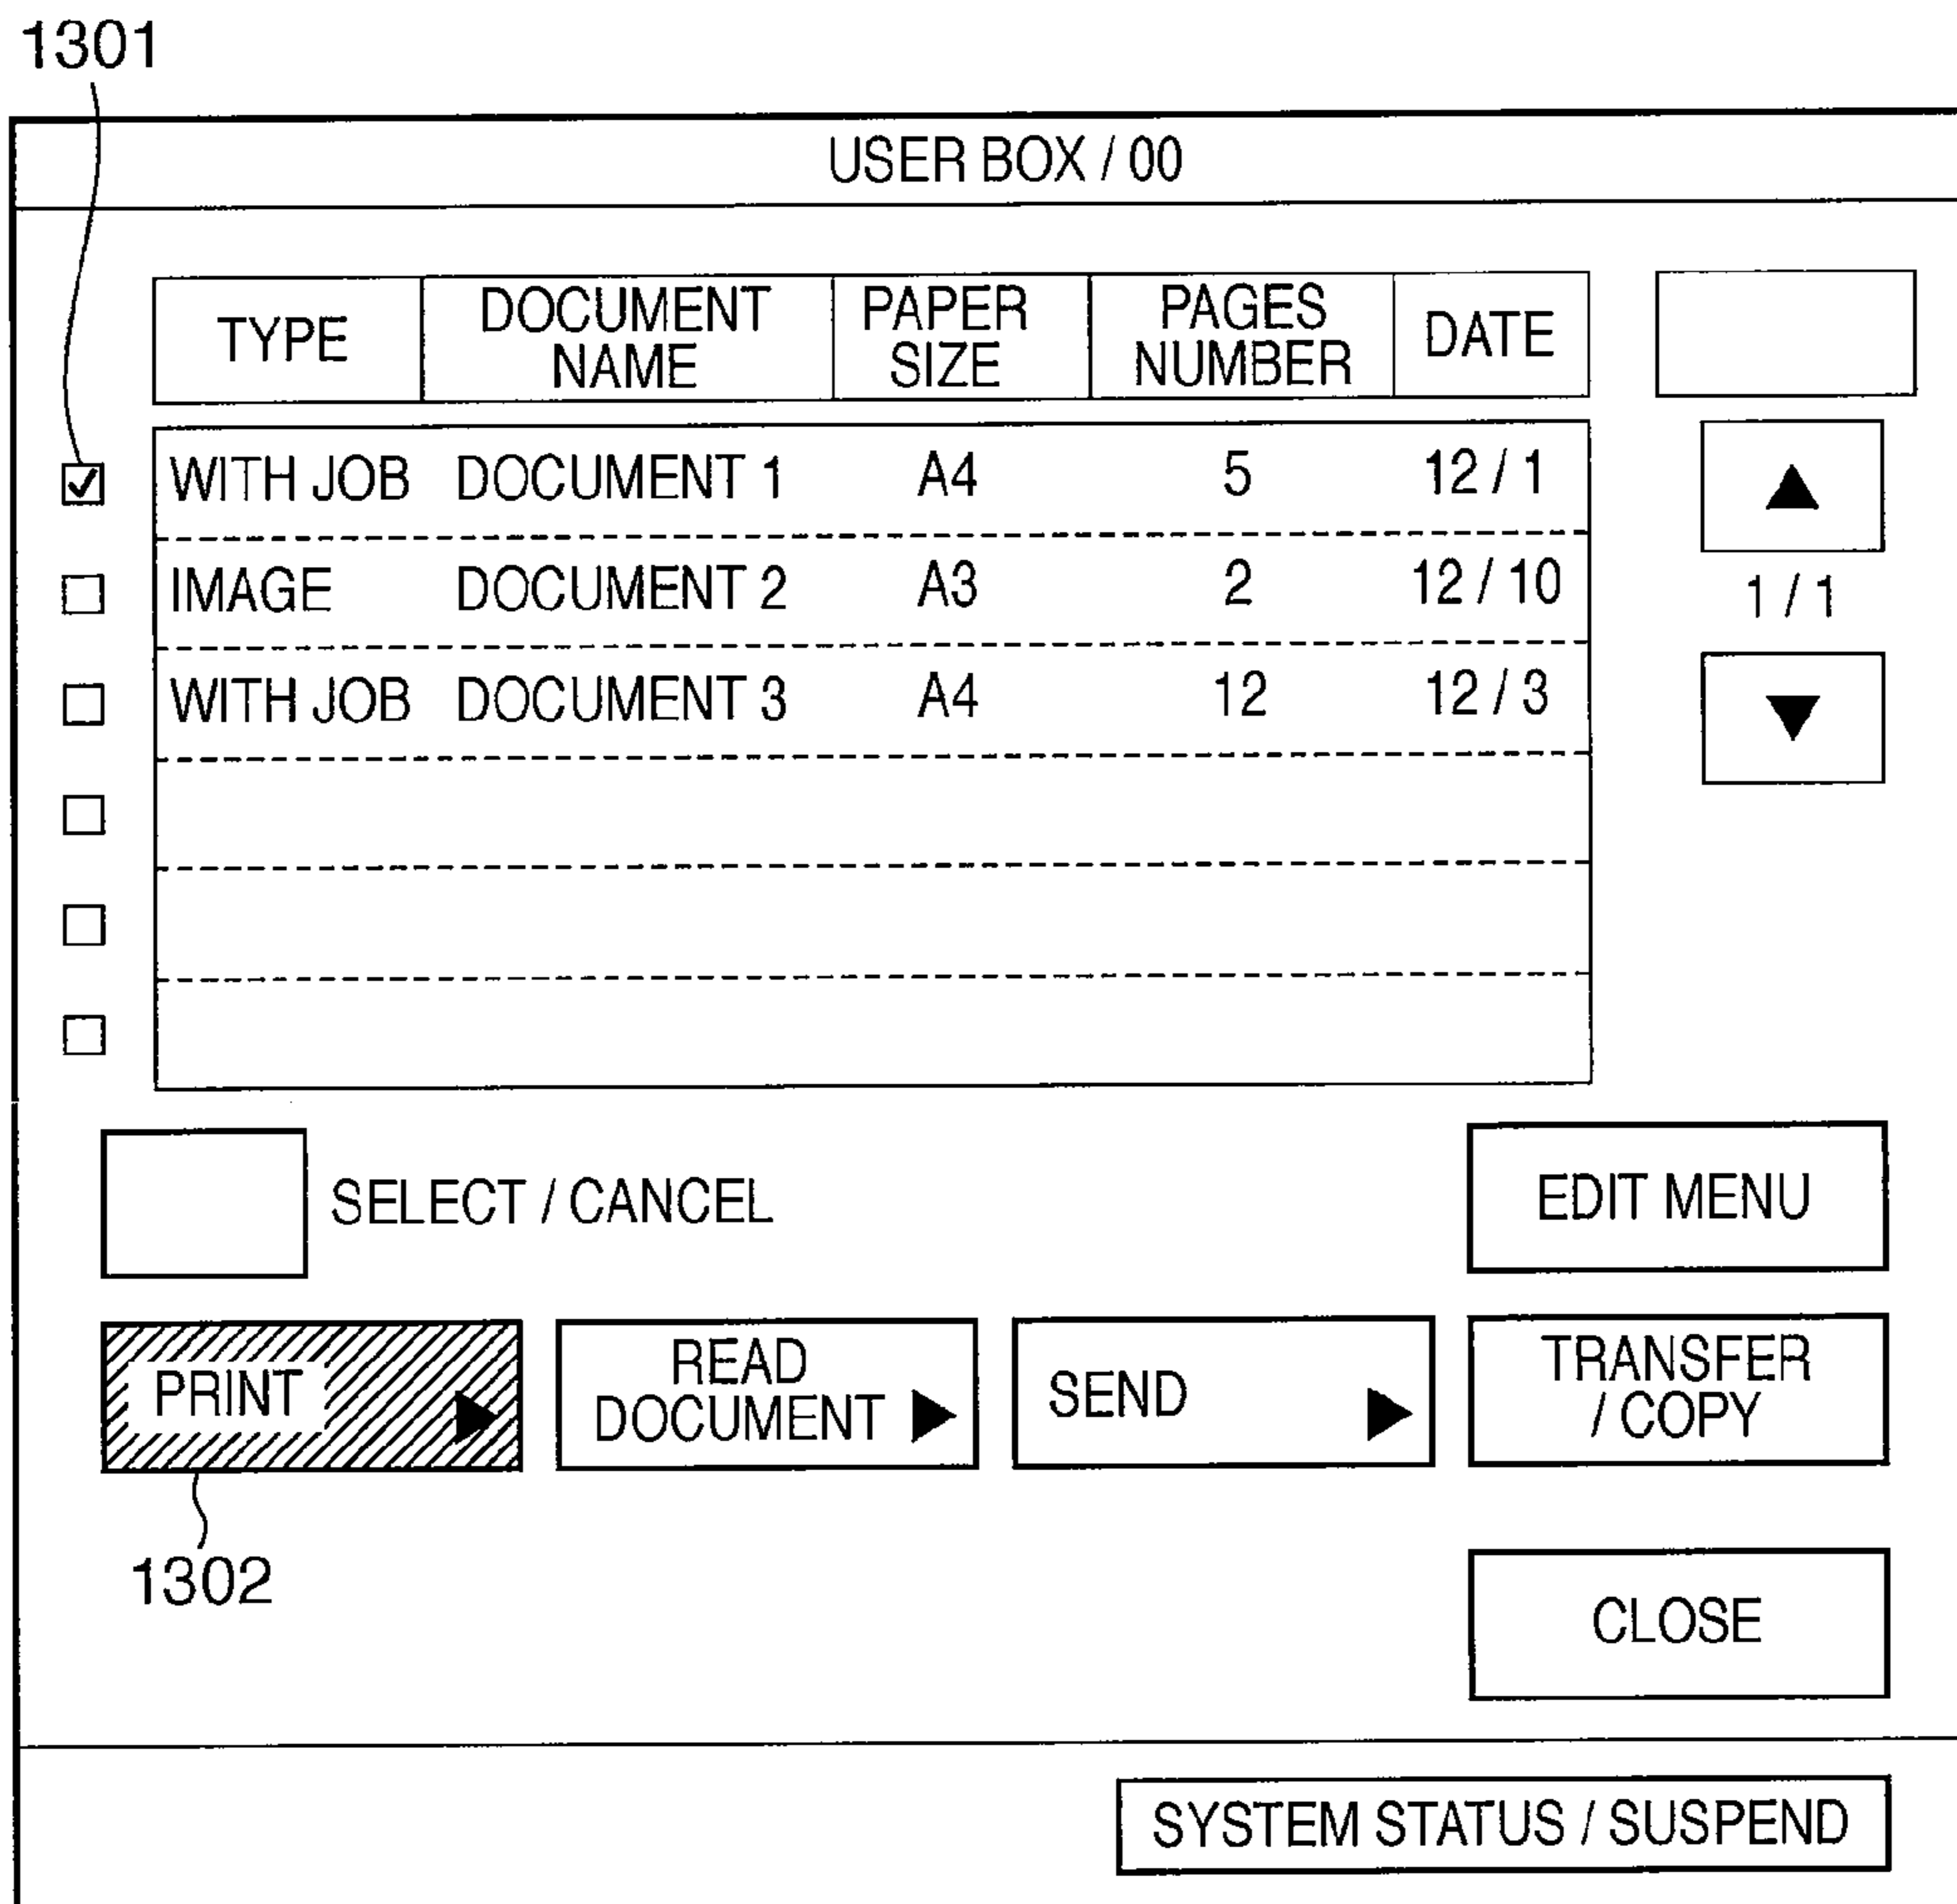 1301
USER BOX / 00
TYPE DOCUMENT NAME PAPER SIZE PAGES NUMBER DATE
WITH JOB DOCUMENT 1 A4 5 12 / 1
IMAGE DOCUMENT 2 A3 2 12 / 10
1 / 1
WITH JOB DOCUMENT 3 A4 12 12 / 3
SELECT / CANCEL
EDIT MENU
PRINT
READ
DOCUMENT
SEND
TRANSFER
/ COPY
1302
CLOSE
SYSTEM STATUS / SUSPEND